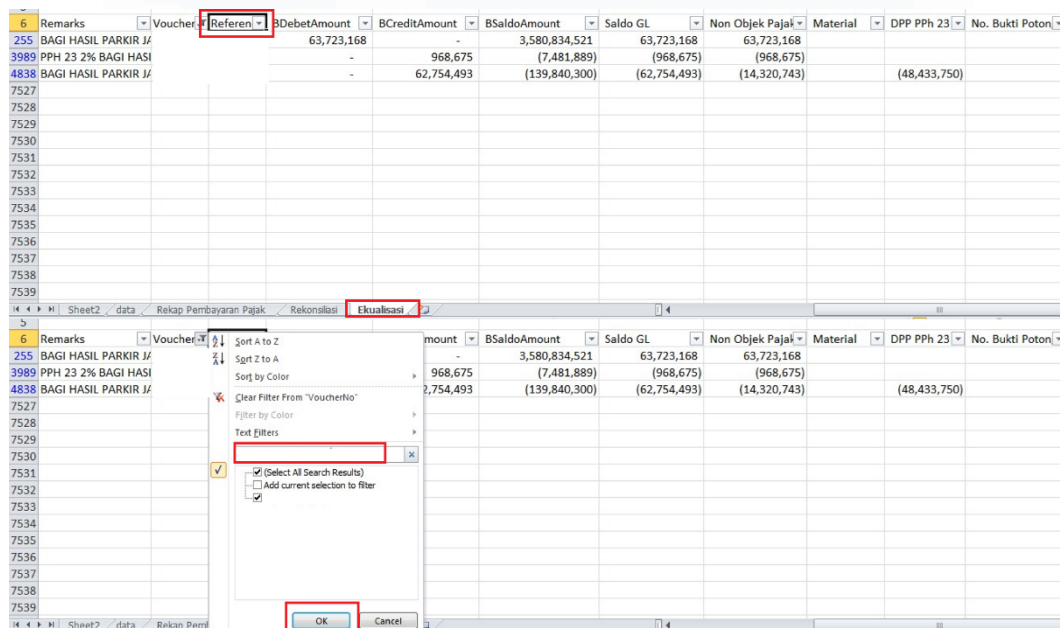 5
6 Remarks Voucher Referen BDebetAmount BCreditAmount BSaldoAmount Saldo GL Non Objek Pajak Material DPP PPh 23 No. Bukti Poton
255 BAGI HASIL PARKIR JA 63,723,168 - 3,580,834,521 63,723,168 63,723,168
3989 PPH 23 2% BAGI HASI - 968,675 (7,481,889) (968,675) (968,675)
4838 BAGI HASIL PARKIR JA - 62,754,493 (139,840,300) (62,754,493) (14,320,743) (48,433,750)
7527
7528
7529
7530
7531
7532
7533
7534
7535
7536
7537
7538
7539
Sheet2 data Rekap Pembayaran Pajak Rekonsiliasi Ekualisasi
5
6 Remarks Voucher mount BSaldoAmount Saldo GL Non Objek Pajak Material DPP PPh 23 No. Bukti Poton
255 BAGI HASIL PARKIR JA - 3,580,834,521 63,723,168 63,723,168
3989 PPH 23 2% BAGI HASI 968,675 (7,481,889) (968,675) (968,675)
4838 BAGI HASIL PARKIR JA 2,754,493 (139,840,300) (62,754,493) (14,320,743) (48,433,750)
7527
7528
7529
7530
7531
7532
7533
7534
7535
7536
7537
7538
7539
Sort A to Z
Sort Z to A
Sort by Color
Clear Filter From "VoucherNo"
Filter by Color
Text Filters
(Select All Search Results)
Add current selection to filter
OK Cancel
Sheet2 data Rekap Pemb